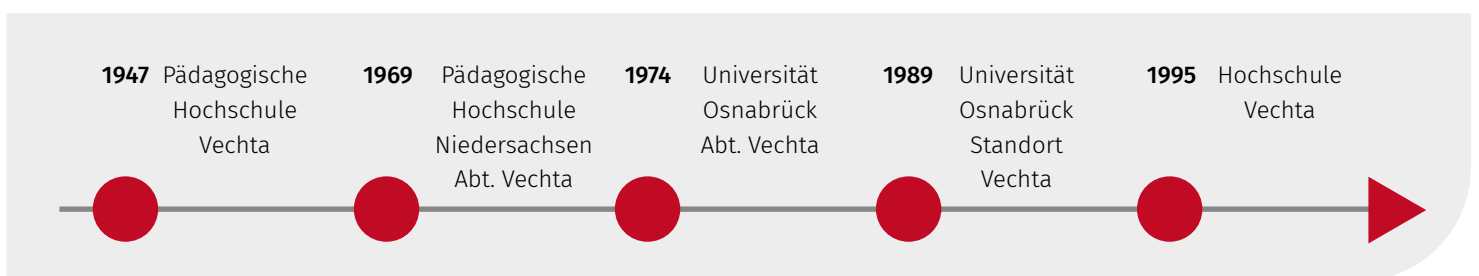 1947 Pädagogische
Hochschule
Vechta
1969 Pädagogische
Hochschule
Niedersachsen
Abt. Vechta
1974 Universität
Osnabrück
Abt. Vechta
1989 Universität
Osnabrück
Standort
Vechta
1995 Hochschule
Vechta